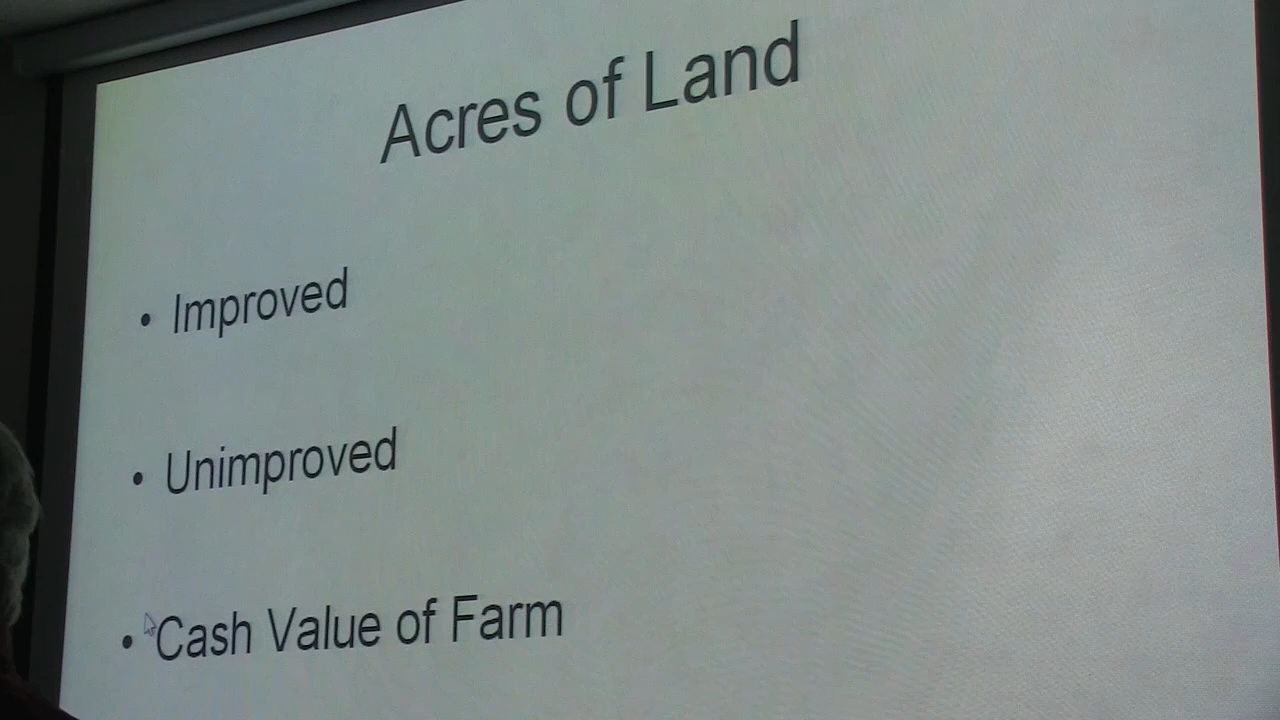 Acres of Land
• Improved
• Unimproved
• Cash Value of Farm